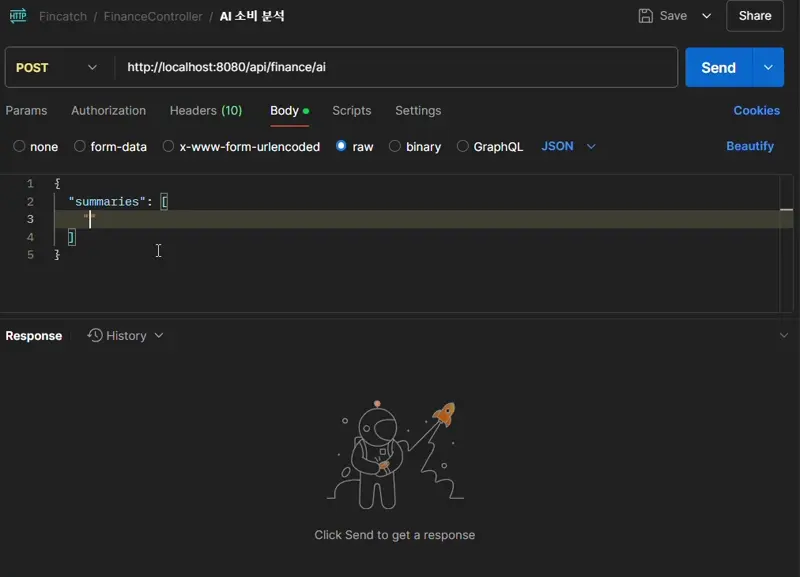 HTTP Fincatch / FinanceController / AI 소비 분석 Save Share
POST http://localhost:8080/api/finance/ai Send
Params Authorization Headers (10) Body Scripts Settings Cookies
none form-data x-www-form-urlencoded raw binary GraphQL JSON Beautify
1 {
2 "summaries": [
3 ""
4 ]
5 }
Response History
Click Send to get a response